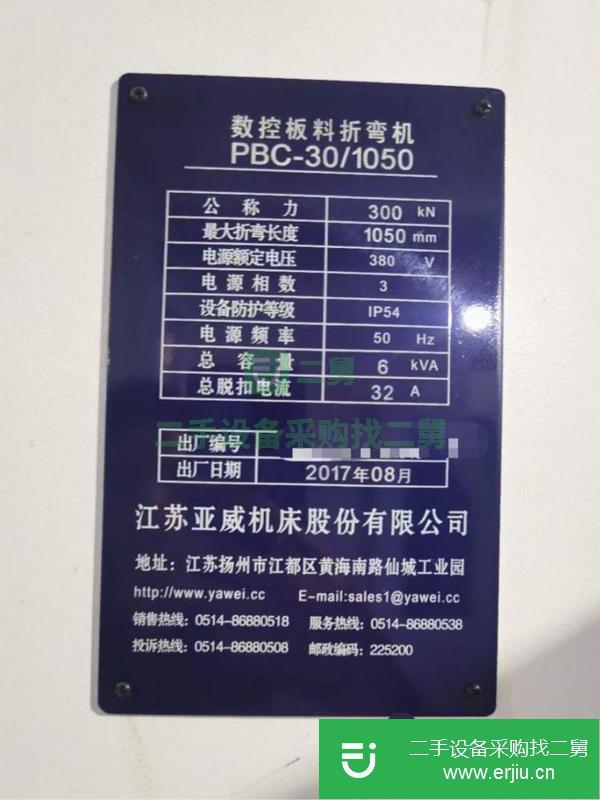 数控板料折弯机
PBC-30/1050
公称力 300 kN
最大折弯长度 1050 mm
电源额定电压 380 V
电源相数 3
设备防护等级 IP54
电源频率 50 Hz
总容量 6 kVA
二舅
总脱扣电流 32 A
二手设备采购找二舅
出厂编号
出厂日期 2017年08月
江苏亚威机床股份有限公司
地址：江苏扬州市江都区黄海南路仙城工业园
http://www.yawei.cc E-mail:sales1@yawei.cc
销售热线：0514-86880518 服务热线：0514-86880538
投诉热线：0514-86880508 邮政编码：225200
二手设备采购找二舅
www.erjiu.cn